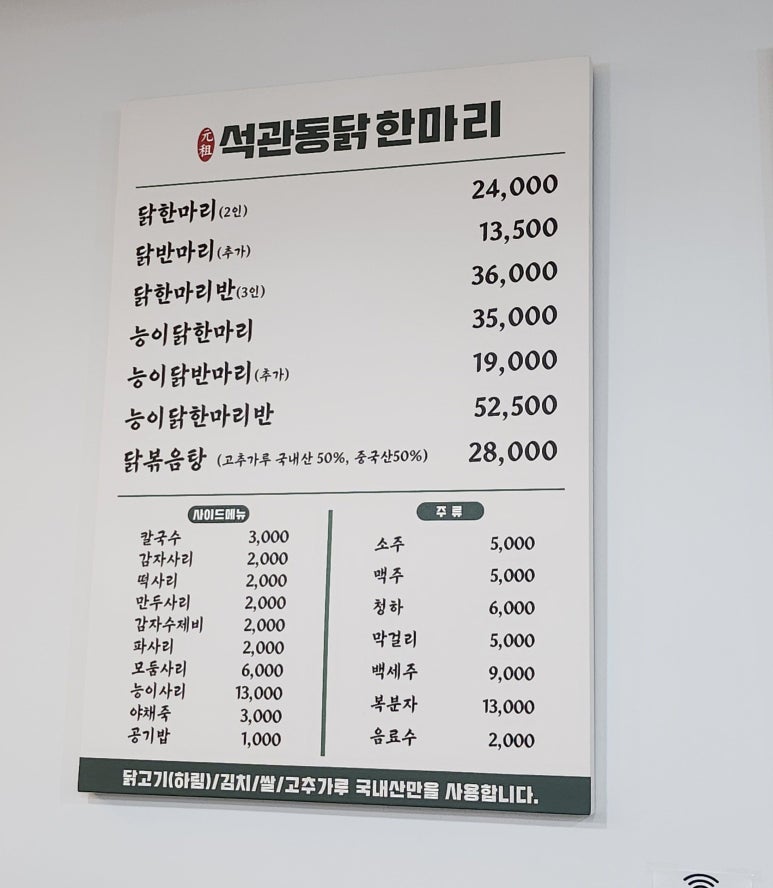 元祖 석관동닭한마리
닭한마리(2인) 24,000
닭반마리(추가) 13,500
닭한마리반(3인) 36,000
능이닭한마리 35,000
능이닭반마리(추가) 19,000
능이닭한마리반 52,500
닭볶음탕 (고추가루 국내산 50%, 중국산50%) 28,000
사이드메뉴
칼국수 3,000
감자사리 2,000
떡사리 2,000
만두사리 2,000
감자수제비 2,000
파사리 2,000
모둠사리 6,000
능이사리 13,000
야채죽 3,000
공기밥 1,000
주 류
소주 5,000
맥주 5,000
청하 6,000
막걸리 5,000
백세주 9,000
복분자 13,000
음료수 2,000
닭고기(하림)/김치/쌀/고추가루 국내산만을 사용합니다.